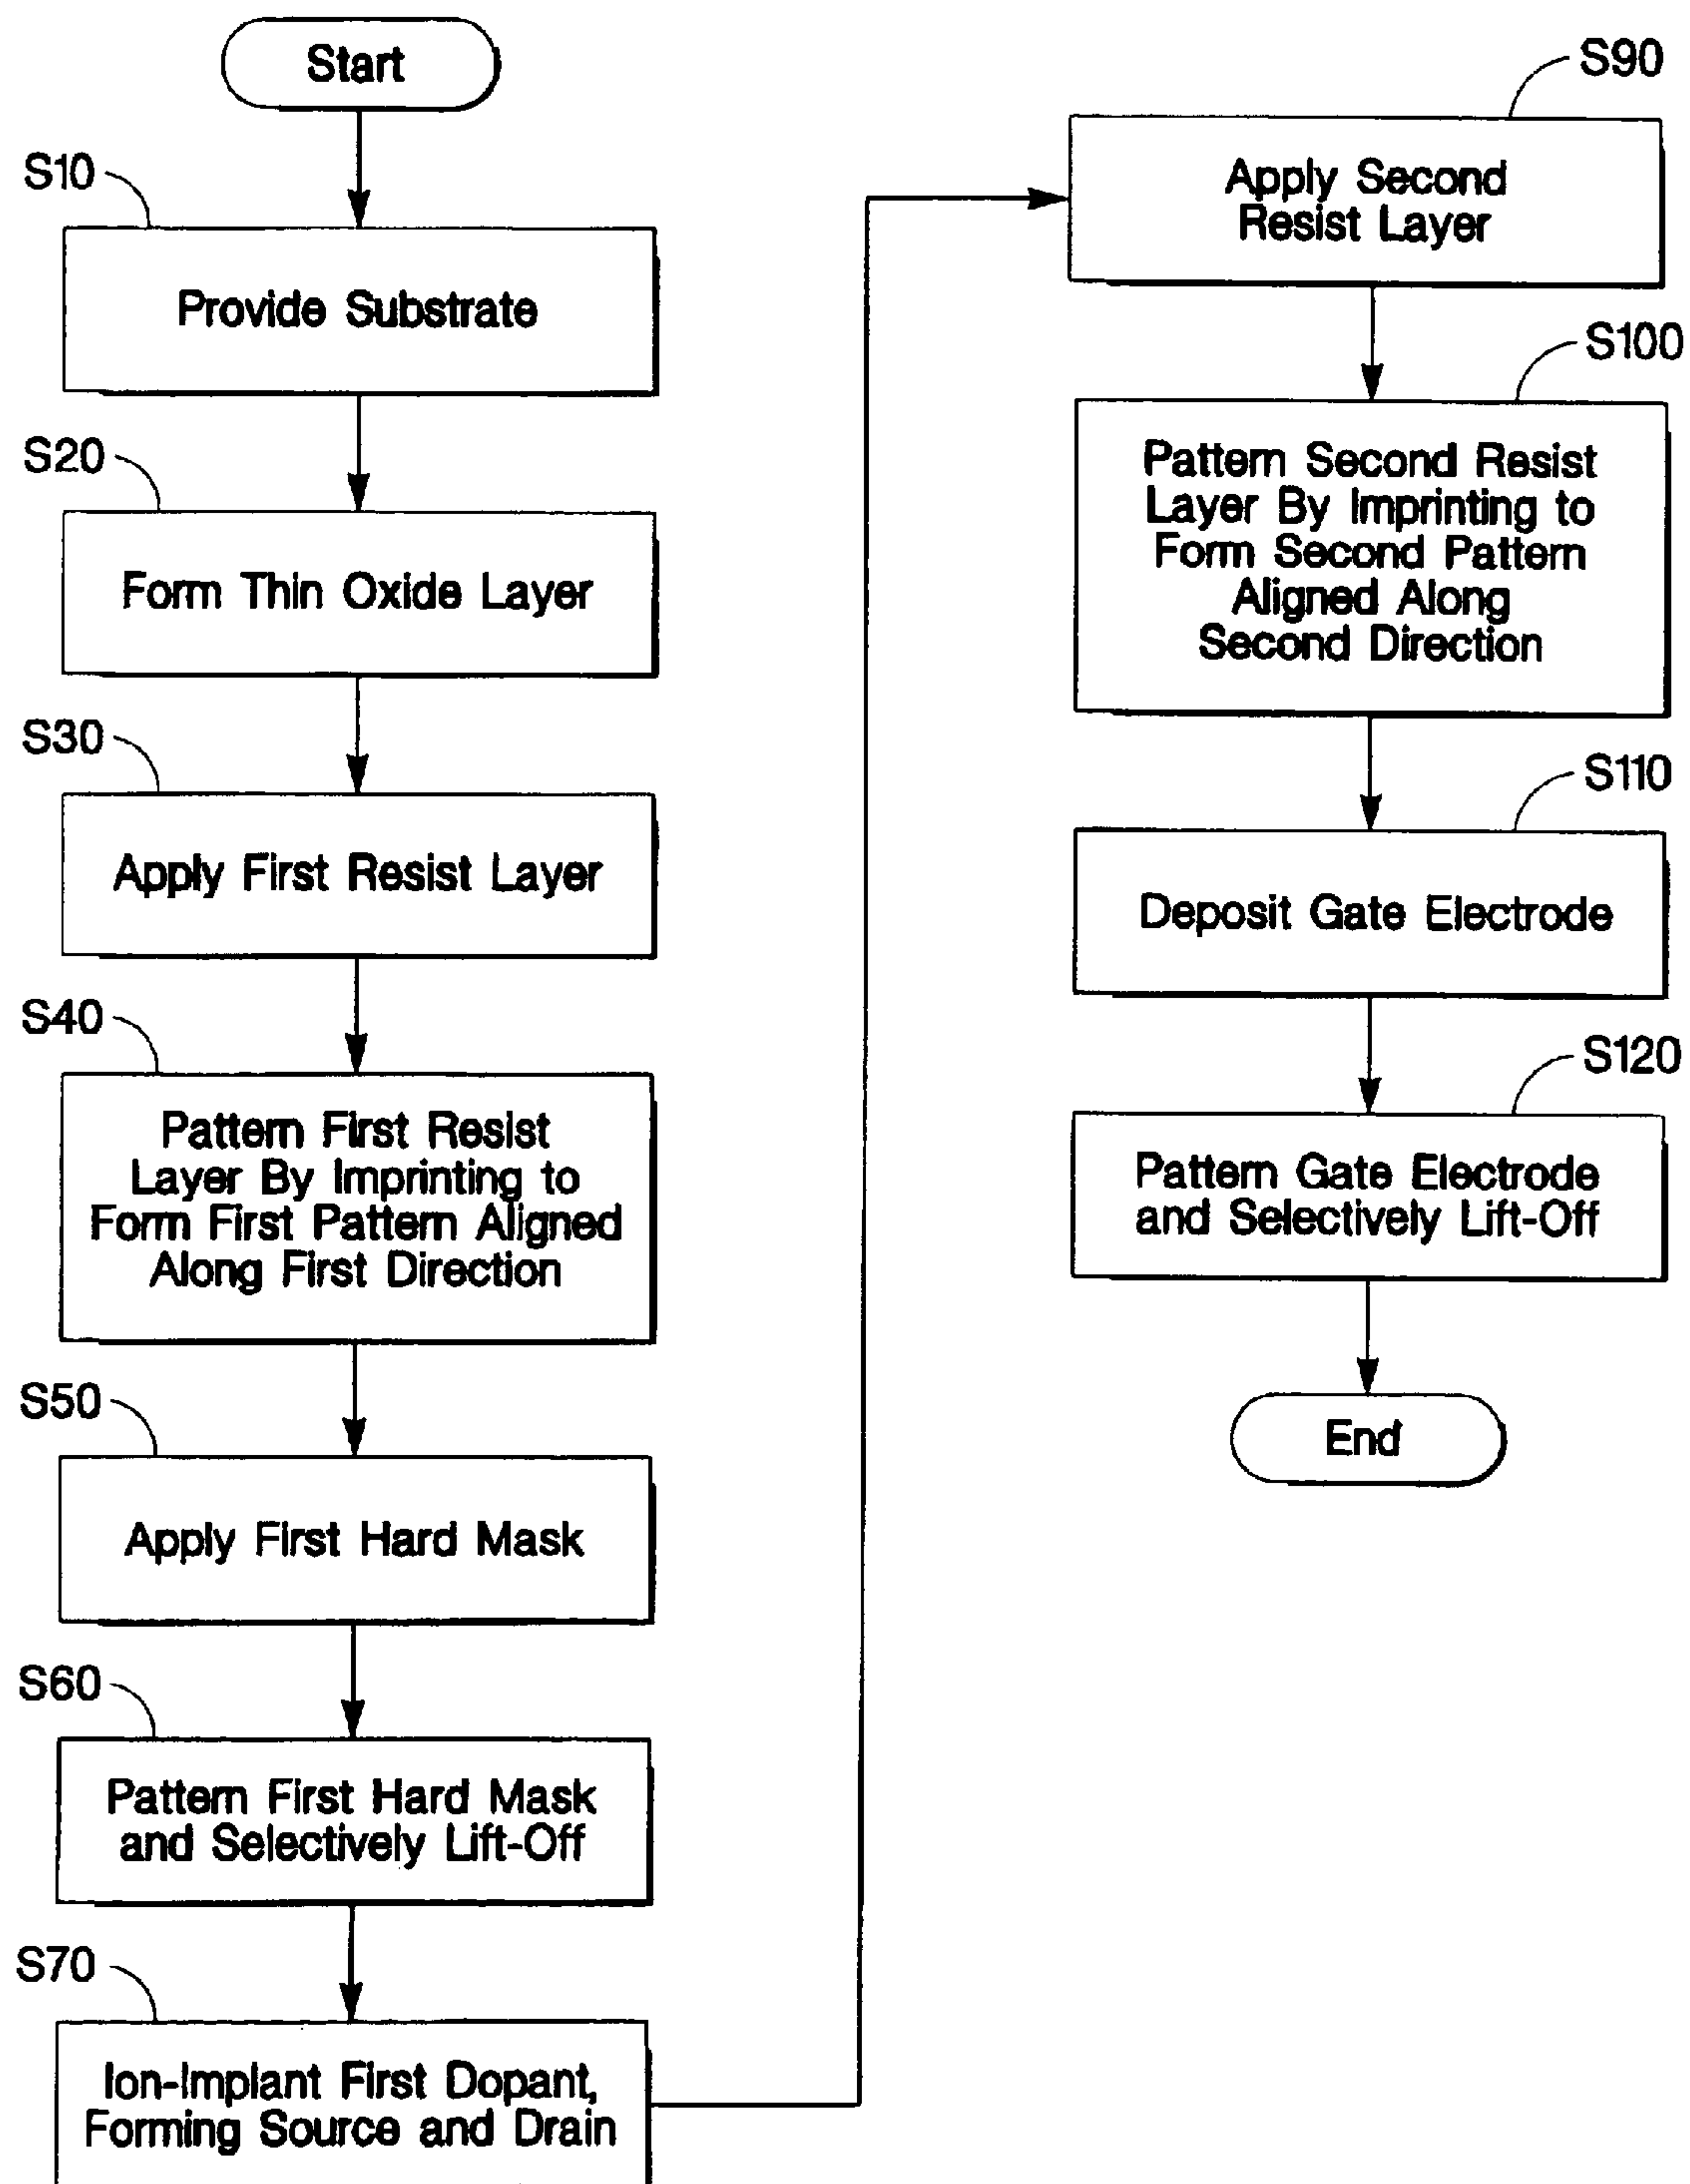 Start
S10
Provide Substrate
S20
Form Thin Oxide Layer
S30
Apply First Resist Layer
S40
Pattern First Resist
Layer By Imprinting to
Form First Pattern Aligned
Along First Direction
S50
Apply First Hard Mask
S60
Pattern First Hard Mask
and Selectively Lift-Off
S70
Ion-Implant First Dopant,
Forming Source and Drain
S90
Apply Second
Resist Layer
S100
Pattern Second Resist
Layer By Imprinting to
Form Second Pattern
Aligned Along
Second Direction
S110
Deposit Gate Electrode
S120
Pattern Gate Electrode
and Selectively Lift-Off
End